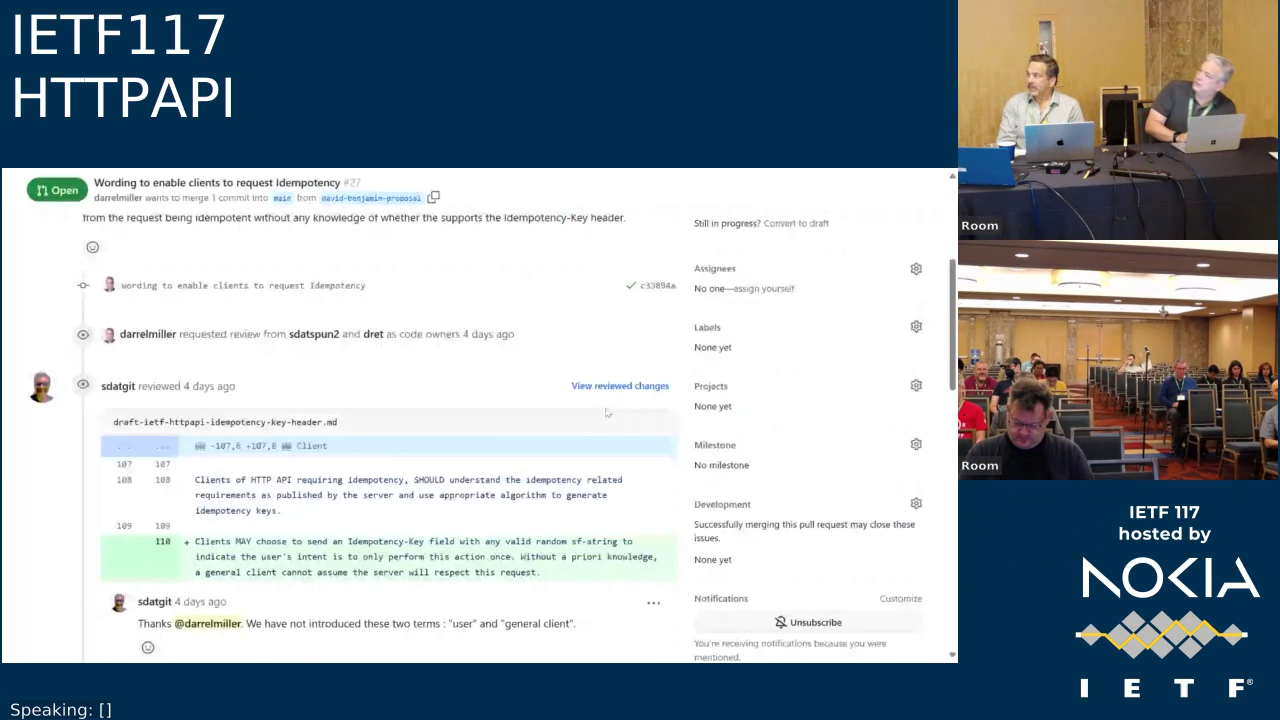 IETF117
HTTPAPI
Open
Wording to enable clients to request Idempotency #27
darrelmiller wants to merge 1 commit into main from david-benjamin-proposal
from the request being idempotent without any knowledge of whether the supports the Idempotency-Key header.
Wording to enable clients to request Idempotency
c33894a
darrelmiller requested review from sdatspun2 and dret as code owners 4 days ago
sdatgit reviewed 4 days ago
View reviewed changes
draft-ietf-httpapi-idempotency-key-header.md
... ... @@ -107,6 +107,8 @@ Client
107 107
108 108 Clients of HTTP API requiring idempotency, SHOULD understand the idempotency related
requirements as published by the server and use appropriate algorithm to generate
idempotency keys.
109 109
110 + Clients MAY choose to send an Idempotency-Key field with any valid random sf-string to
indicate the user's intent is to only perform this action once. Without a priori knowledge,
a general client cannot assume the server will respect this request.
sdatgit 4 days ago
Thanks @darrelmiller. We have not introduced these two terms : "user" and "general client".
Still in progress? Convert to draft
Assignees
No one—assign yourself
Labels
None yet
Projects
None yet
Milestone
No milestone
Development
Successfully merging this pull request may close these
issues.
None yet
Notifications
Customize
Unsubscribe
You're receiving notifications because you were
mentioned.
Room
Room
IETF 117
hosted by
NOKIA
I E T F®
Speaking: []